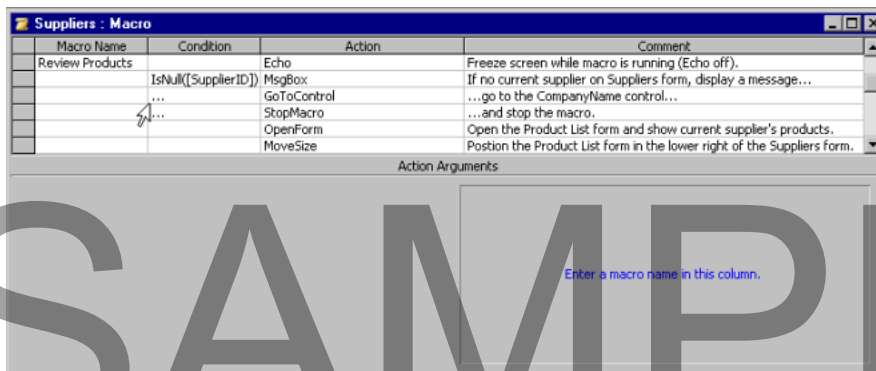 Suppliers : Macro
Macro Name Condition Action Comment
Review Products Echo Freeze screen while macro is running (Echo off).
IsNull([SupplierID]) MsgBox If no current supplier on Suppliers form, display a message...
... GoToControl ...go to the CompanyName control...
... StopMacro ...and stop the macro.
OpenForm Open the Product List form and show current supplier's products.
MoveSize Postion the Product List form in the lower right of the Suppliers form.
Action Arguments
Enter a macro name in this column.
SAMPL